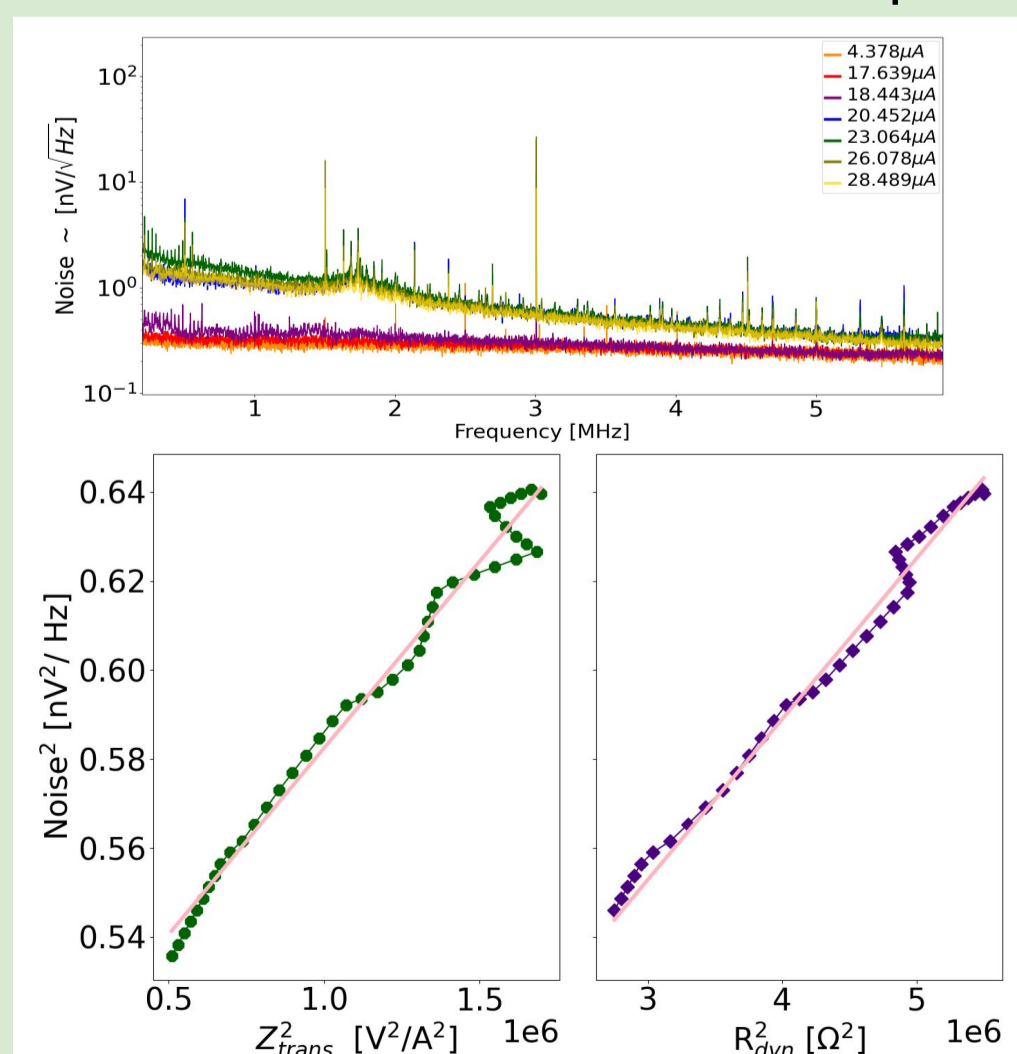 10²
10¹
10⁰
10⁻¹
Noise ~ [nV/√Hz]
4.378μA
17.639μA
18.443μA
20.452μA
23.064μA
26.078μA
28.489μA
1 2 3 4 5
Frequency [MHz]
Noise² [nV²/ Hz]
0.64
0.62
0.60
0.58
0.56
0.54
0.5 1.0 1.5
1e6
Z²trans [V²/A²]
3 4 5
1e6
R²dyn [Ω²]